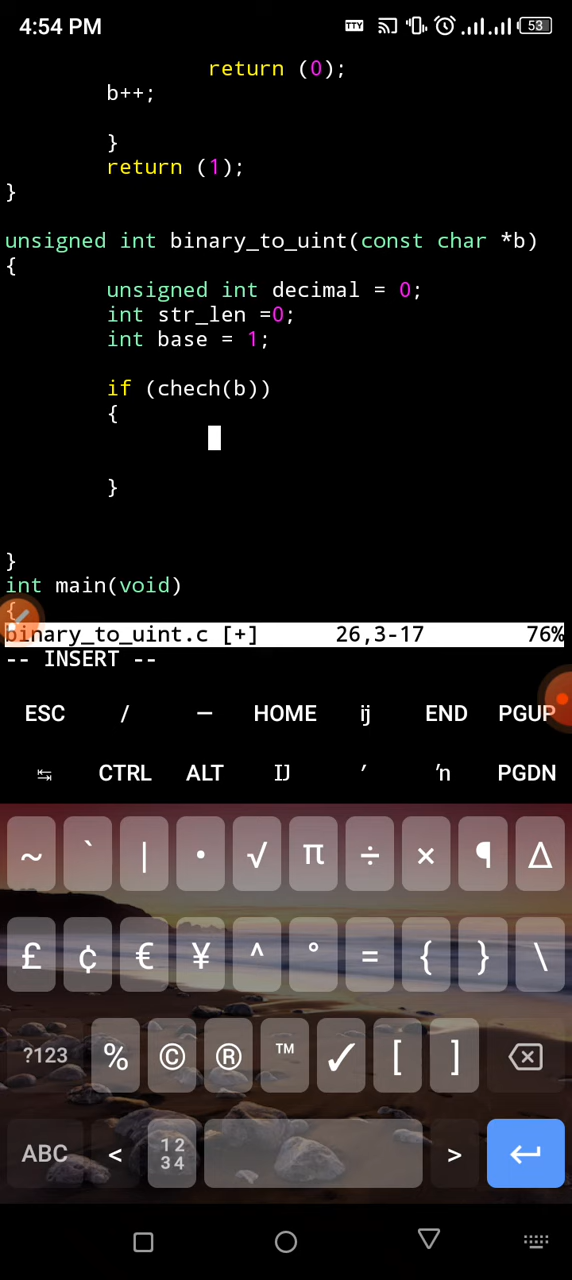 4:54 PM TTY 53
return (0);
b++;
}
return (1);
}
unsigned int binary_to_uint(const char *b)
{
unsigned int decimal = 0;
int str_len =0;
int base = 1;
if (chech(b))
{
}
}
int main(void)
{
binary_to_uint.c [+] 26,3-17 76%
-- INSERT --
ESC / — HOME ĳ END PGUP
↹ CTRL ALT IJ ′ ŉ PGDN
~ ` | • √ π ÷ × ¶ Δ
£ ¢ € ¥ ^ ° = { } \
?123 % © ® ™ ✓ [ ]
ABC < 12 34 >